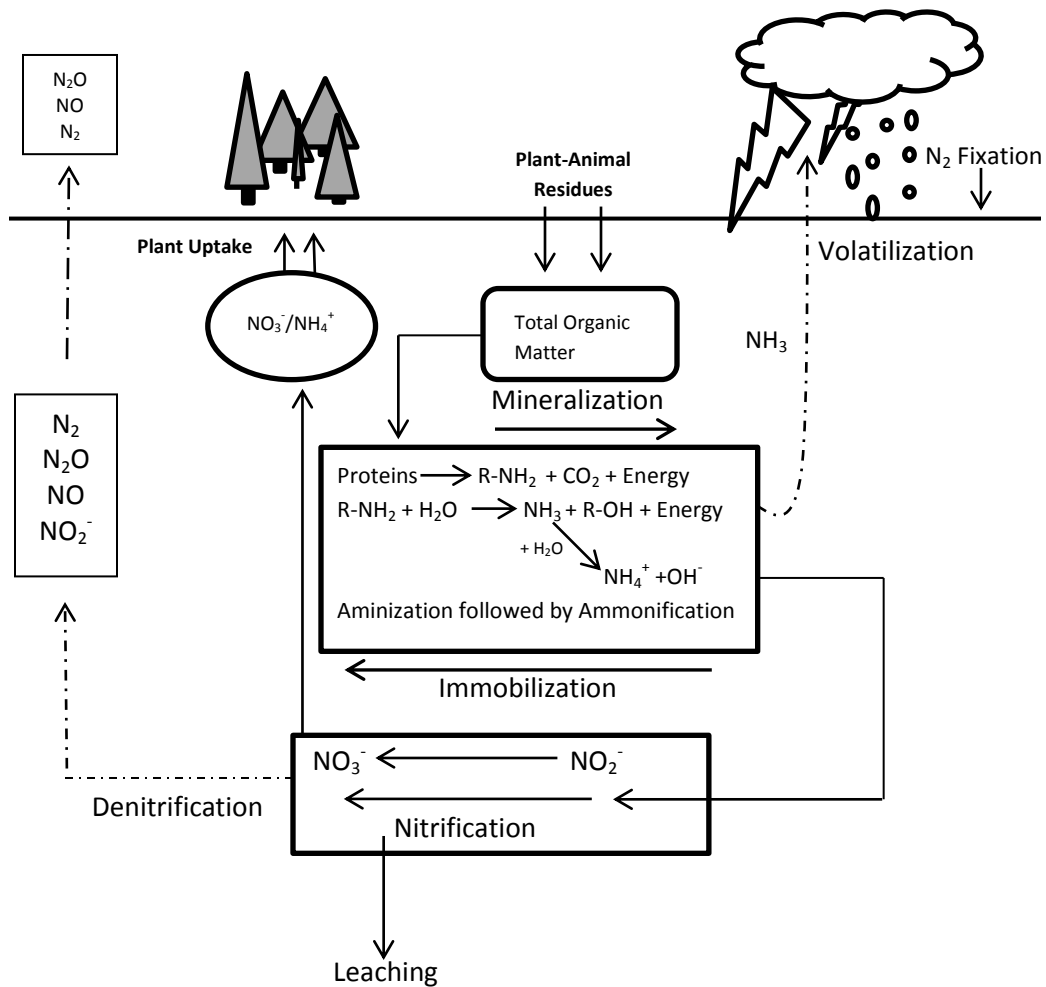 N₂O
NO
N₂
Plant-Animal
Residues
N₂ Fixation
Plant Uptake
Volatilization
NO₃⁻/NH₄⁺
Total Organic
Matter
NH₃
Mineralization
N₂
N₂O
NO
NO₂⁻
Proteins → R-NH₂ + CO₂ + Energy
R-NH₂ + H₂O → NH₃ + R-OH + Energy
+ H₂O
NH₄⁺ +OH⁻
Aminization followed by Ammonification
Immobilization
NO₃⁻ ← NO₂⁻
Denitrification
Nitrification
Leaching